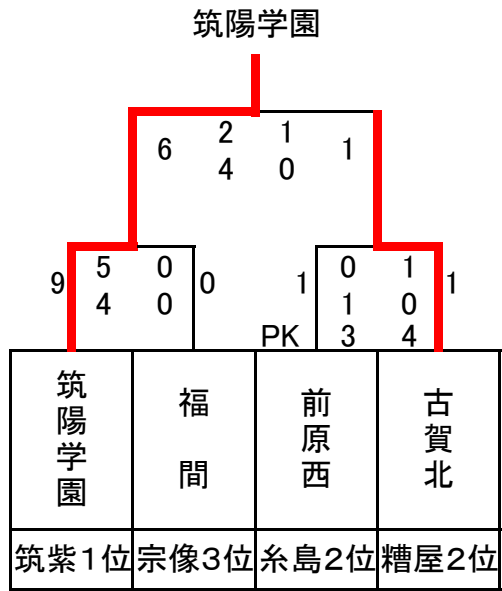 筑陽学園
6 2 1 1
4 0
9 5 0 0 1 0 1 1
4 0 1 0
PK 3 4
筑陽学園 福間 前原西 古賀北
筑紫1位 宗像3位 糸島2位 糟屋2位